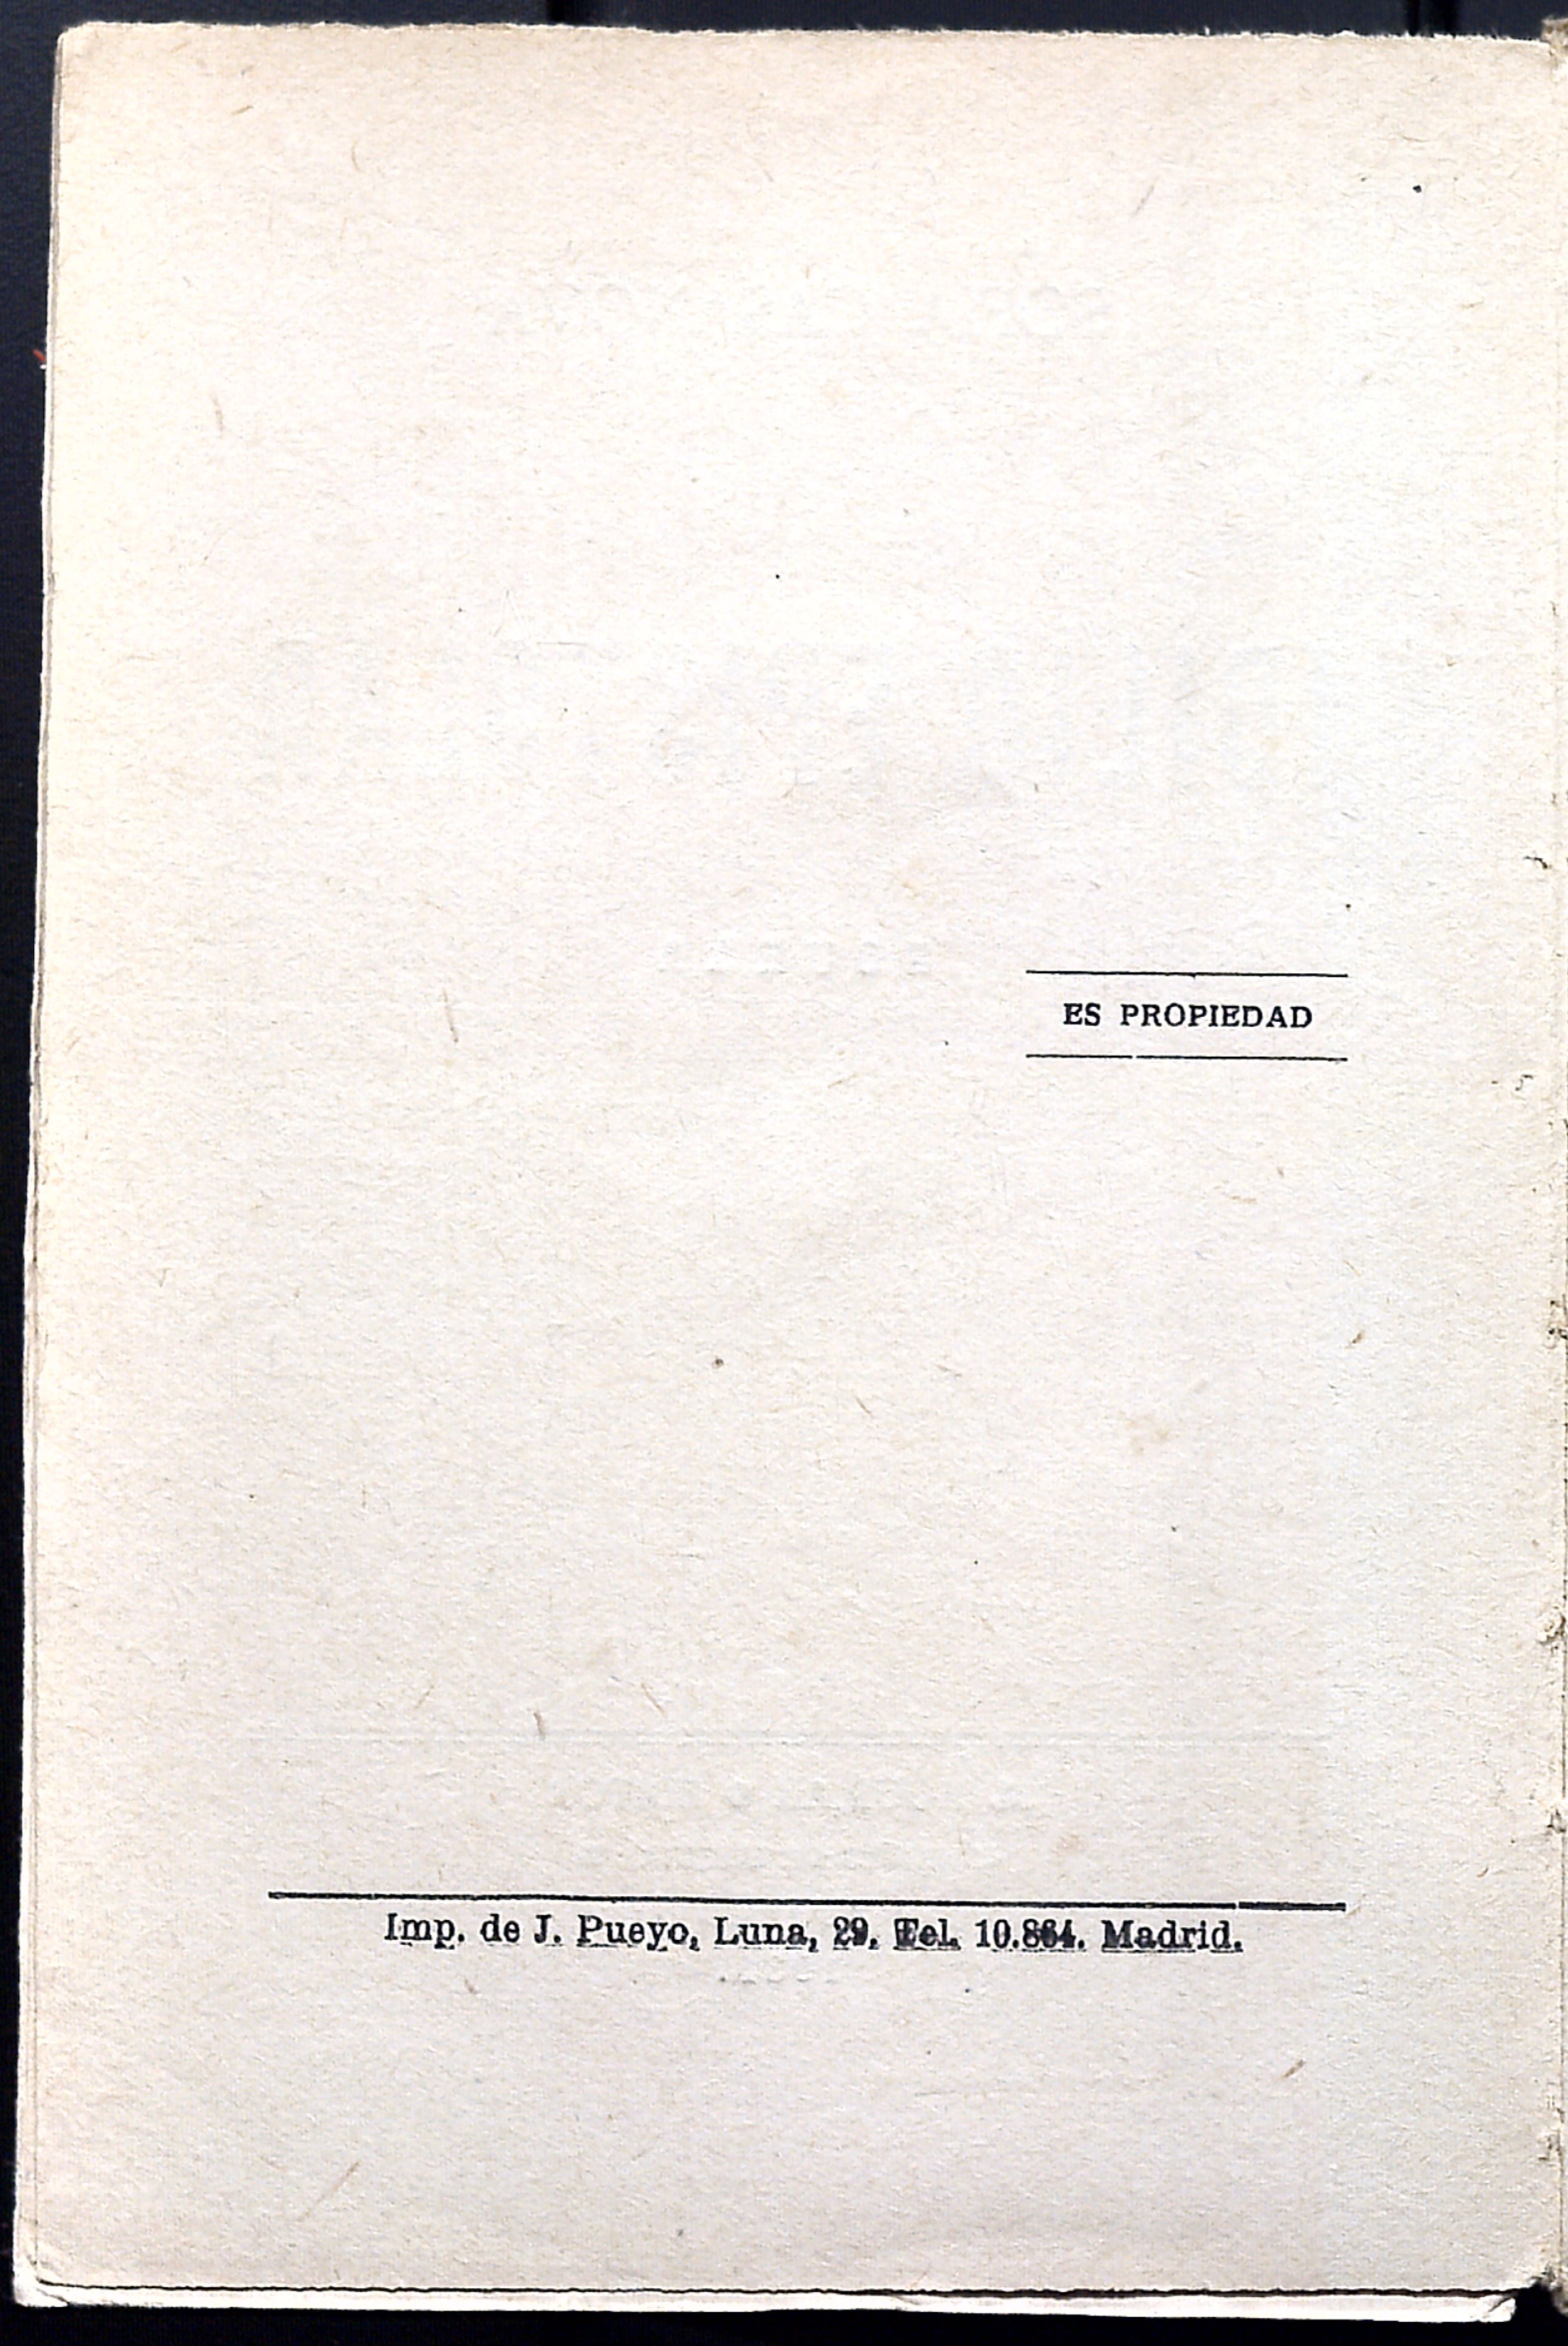 ES PROPIEDAD
Imp. de J. Pueyo, Luna, 29. Tel. 10.864. Madrid.